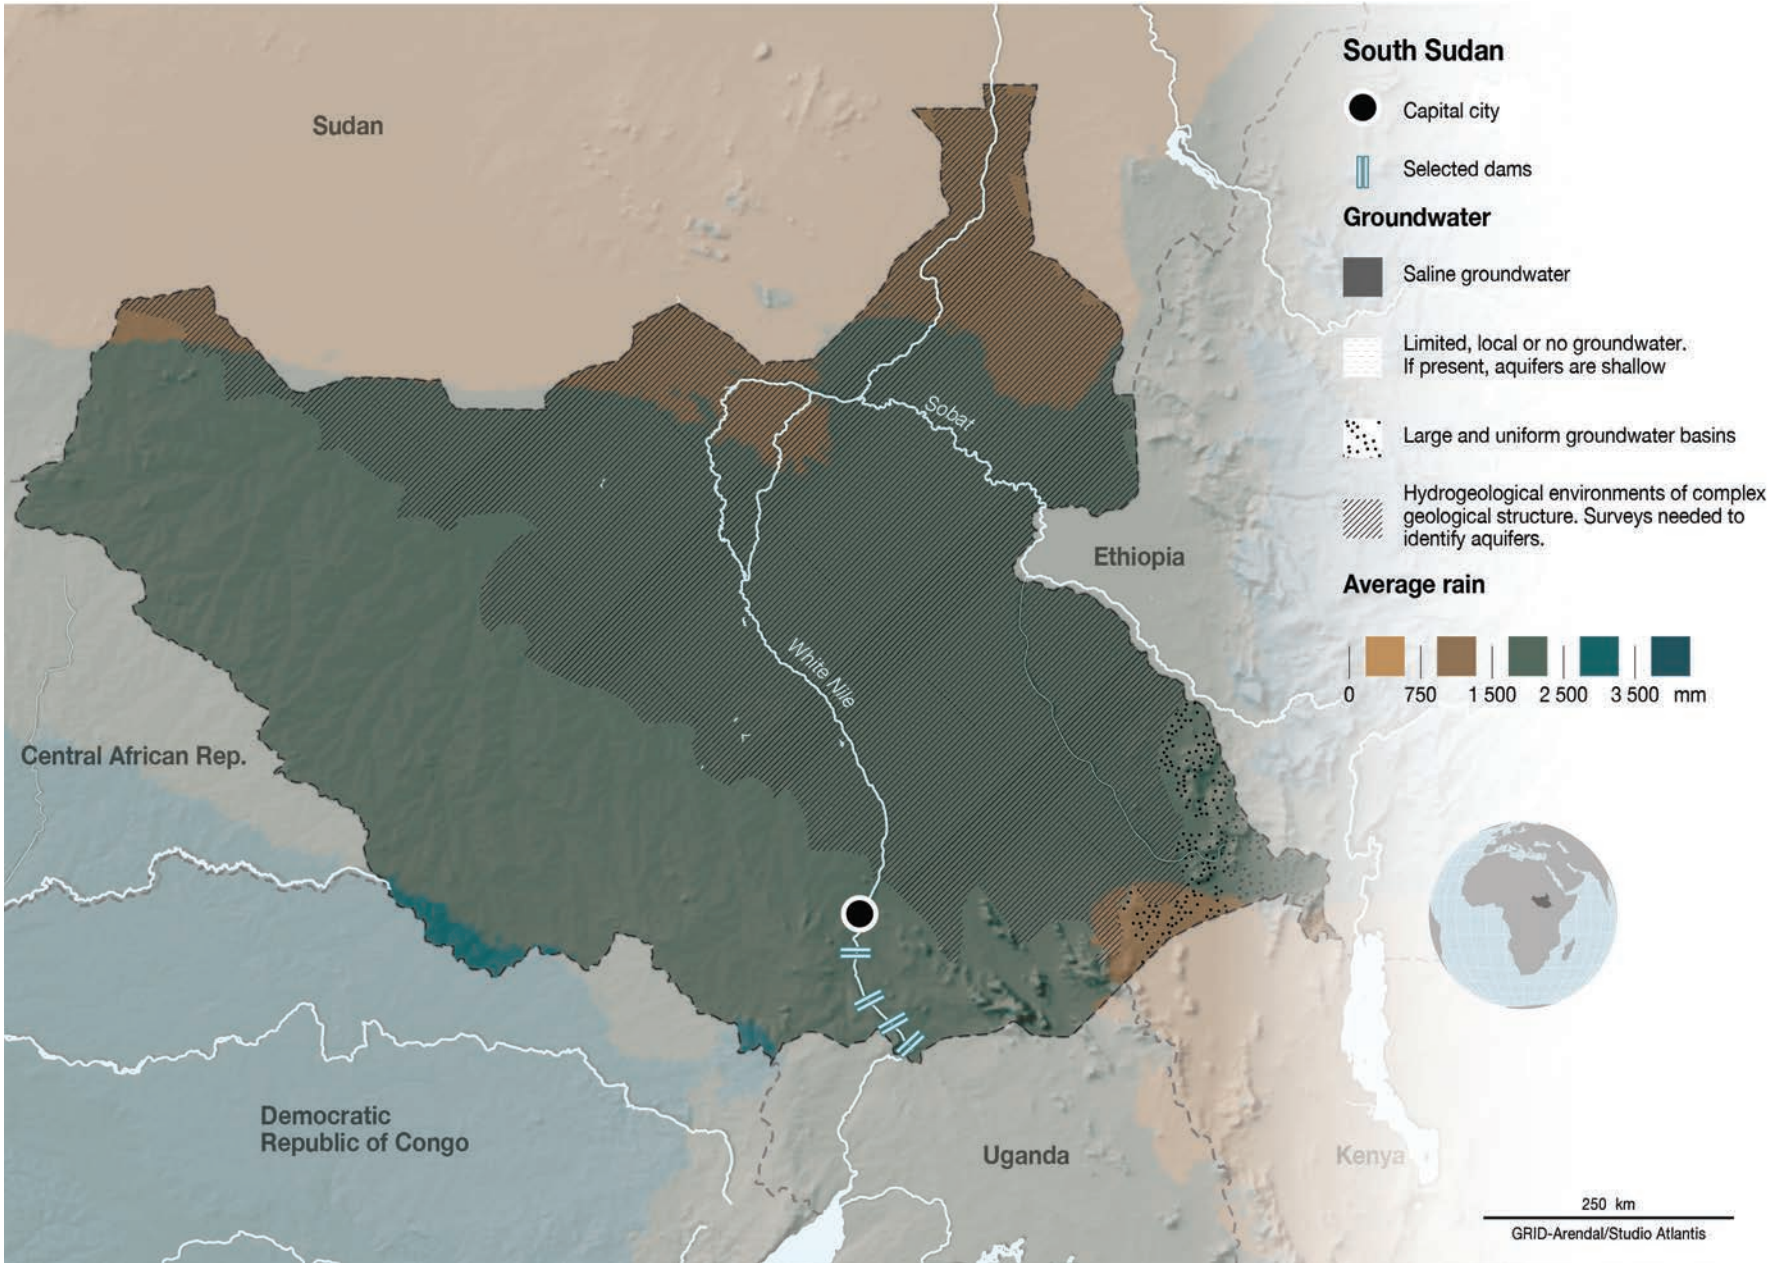 South Sudan
Capital city
Selected dams
Groundwater
Saline groundwater
Limited, local or no groundwater.
If present, aquifers are shallow
Large and uniform groundwater basins
Hydrogeological environments of complex
geological structure. Surveys needed to
identify aquifers.
Average rain
0 750 1 500 2 500 3 500 mm
Sudan
Sobat
Ethiopia
White Nile
Central African Rep.
Democratic
Republic of Congo
Uganda
Kenya
250 km
GRID-Arendal/Studio Atlantis